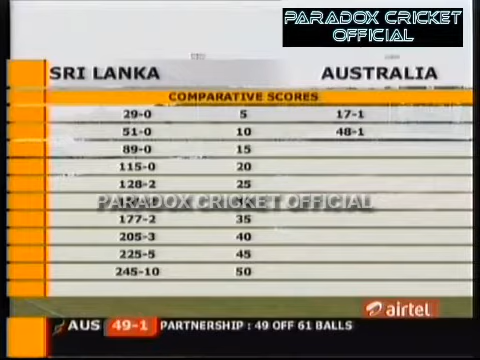 PARADOX CRICKET
OFFICIAL
SRI LANKA AUSTRALIA
COMPARATIVE SCORES
29-0 5 17-1
51-0 10 48-1
89-0 15
115-0 20
128-2 25
PARADOX CRICKET OFFICIAL
177-2 35
205-3 40
225-5 45
245-10 50
airtel
AUS 49-1 PARTNERSHIP : 49 OFF 61 BALLS